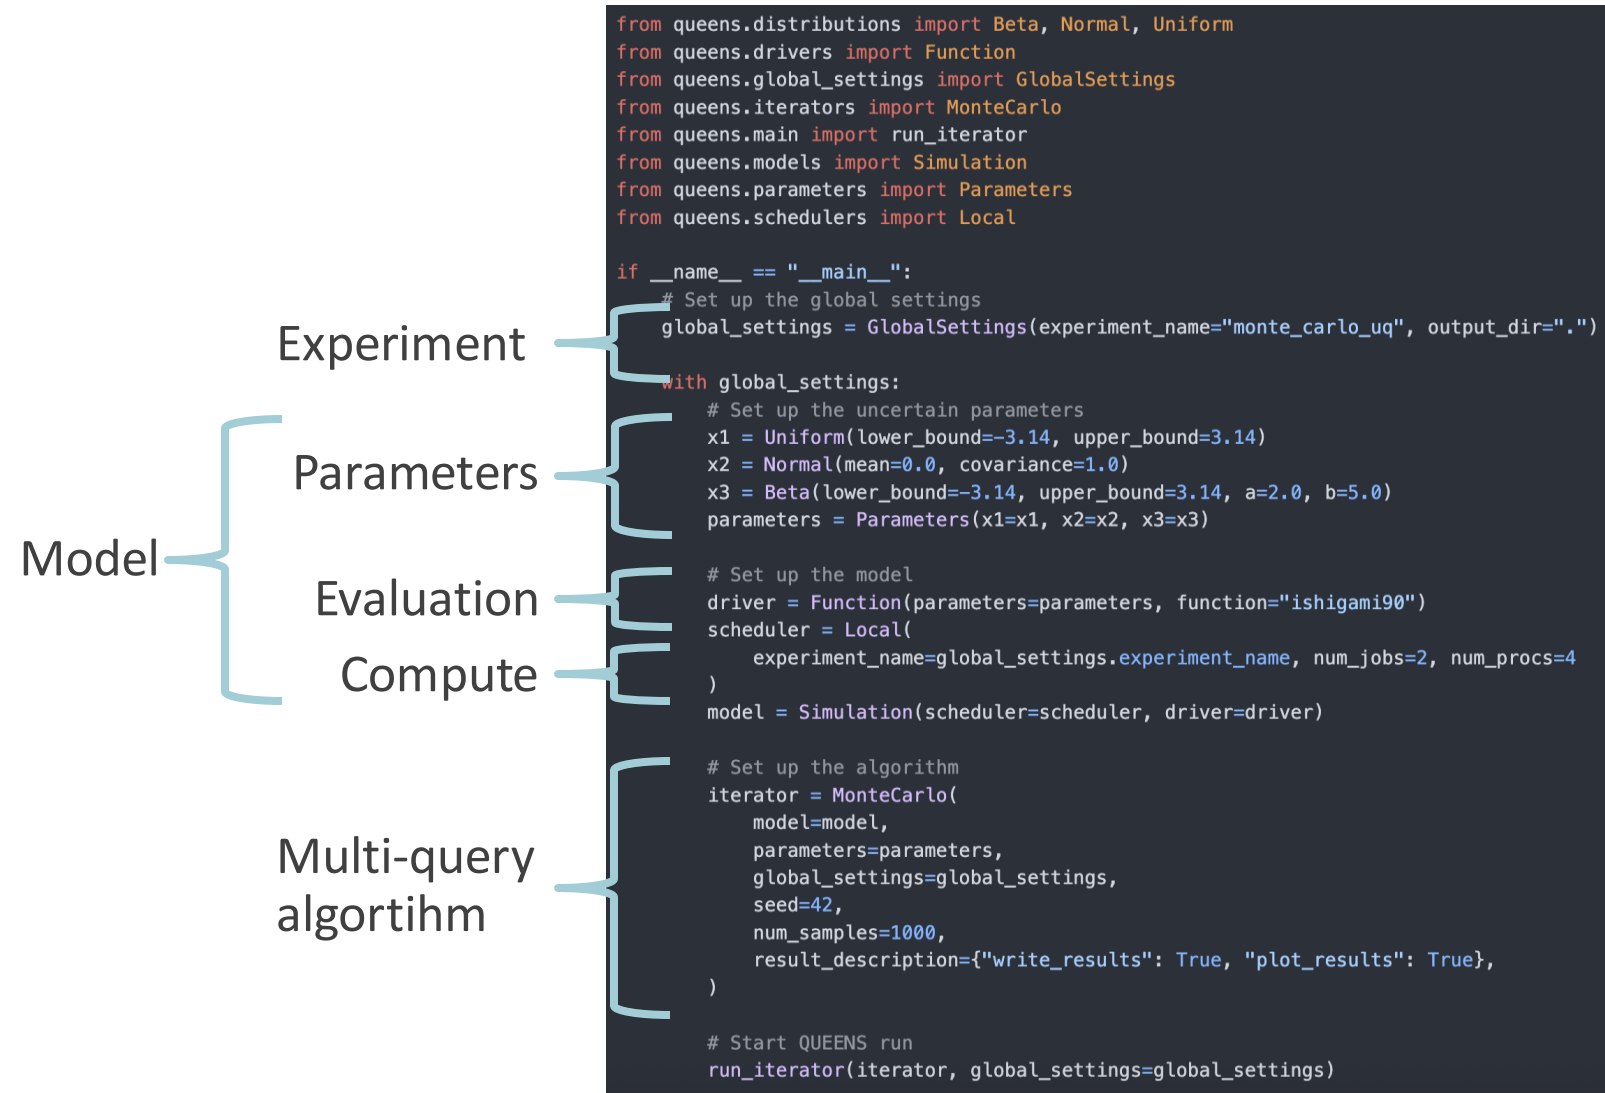 from queens.distributions import Beta, Normal, Uniform
from queens.drivers import Function
from queens.global_settings import GlobalSettings
from queens.iterators import MonteCarlo
from queens.main import run_iterator
from queens.models import Simulation
from queens.parameters import Parameters
from queens.schedulers import Local
if __name__ == "__main__":
# Set up the global settings
Experiment
global_settings = GlobalSettings(experiment_name="monte_carlo_uq", output_dir=".")
with global_settings:
Parameters
# Set up the uncertain parameters
x1 = Uniform(lower_bound=-3.14, upper_bound=3.14)
x2 = Normal(mean=0.0, covariance=1.0)
x3 = Beta(lower_bound=-3.14, upper_bound=3.14, a=2.0, b=5.0)
parameters = Parameters(x1=x1, x2=x2, x3=x3)
Model
Evaluation
# Set up the model
driver = Function(parameters=parameters, function="ishigami90")
Compute
scheduler = Local(
experiment_name=global_settings.experiment_name, num_jobs=2, num_procs=4
)
model = Simulation(scheduler=scheduler, driver=driver)
Multi-query
algortihm
# Set up the algorithm
iterator = MonteCarlo(
model=model,
parameters=parameters,
global_settings=global_settings,
seed=42,
num_samples=1000,
result_description={"write_results": True, "plot_results": True},
)
# Start QUEENS run
run_iterator(iterator, global_settings=global_settings)